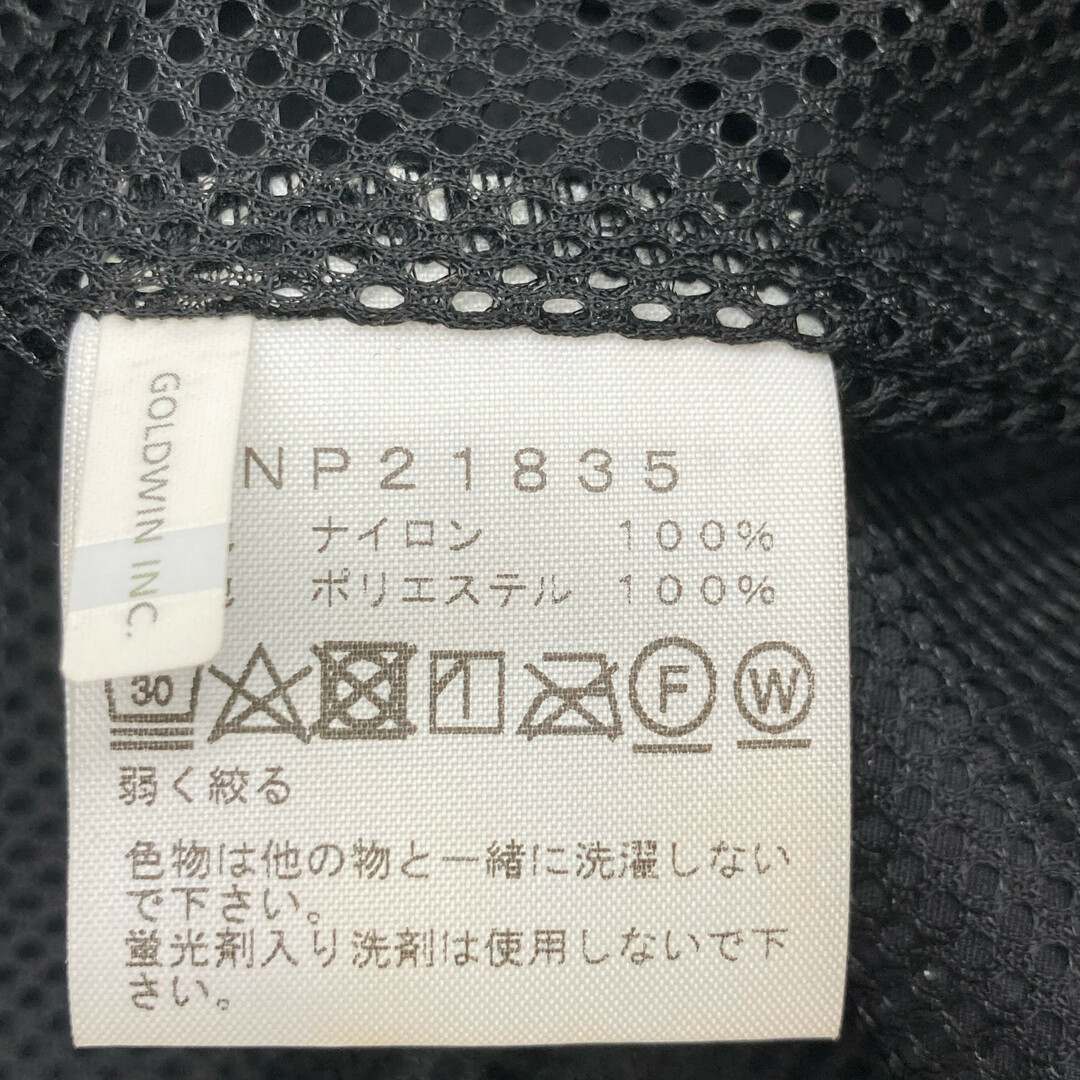 GOLDWIN INC.
NP21835
ナイロン 100%
ポリエステル 100%
30 F W
弱く絞る
色物は他の物と一緒に洗濯しない
で下さい。
蛍光剤入り洗剤は使用しないで下
さい。